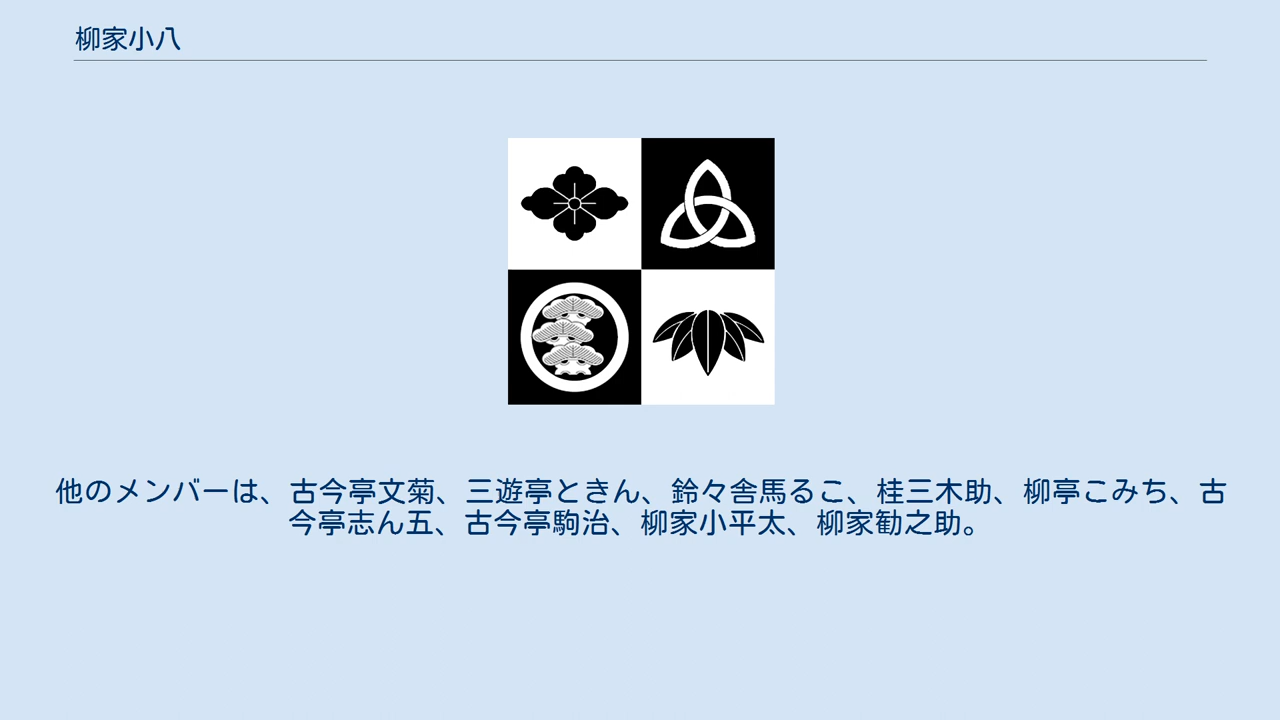 柳家小八
他のメンバーは、古今亭文菊、三遊亭ときん、鈴々舎馬るこ、桂三木助、柳亭こみち、古
今亭志ん五、古今亭駒治、柳家小平太、柳家勧之助。